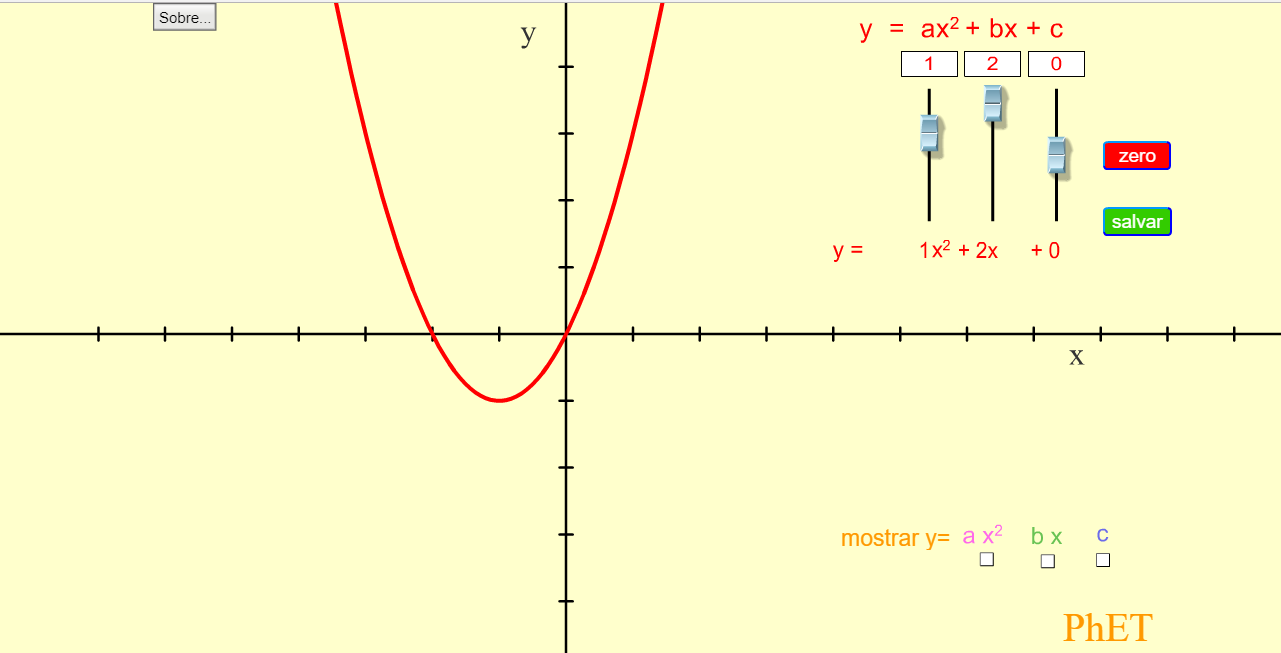 Sobre...
y
y = ax² + bx + c
1 2 0
zero
salvar
y = 1x² + 2x + 0
x
mostrar y= a x² b x c
PhET